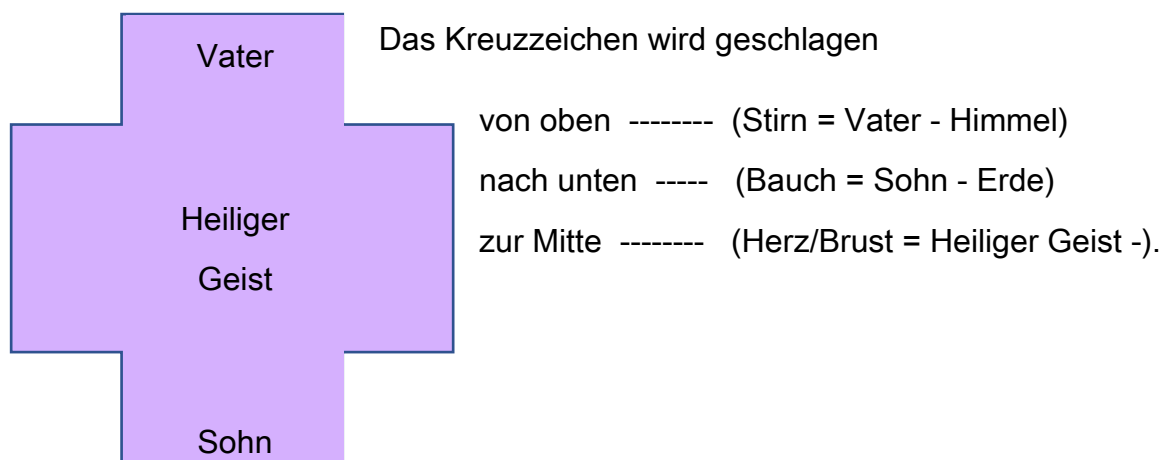 Vater
Das Kreuzzeichen wird geschlagen
von oben -------- (Stirn = Vater - Himmel)
nach unten ----- (Bauch = Sohn - Erde)
zur Mitte -------- (Herz/Brust = Heiliger Geist -).
Heiliger
Geist
Sohn